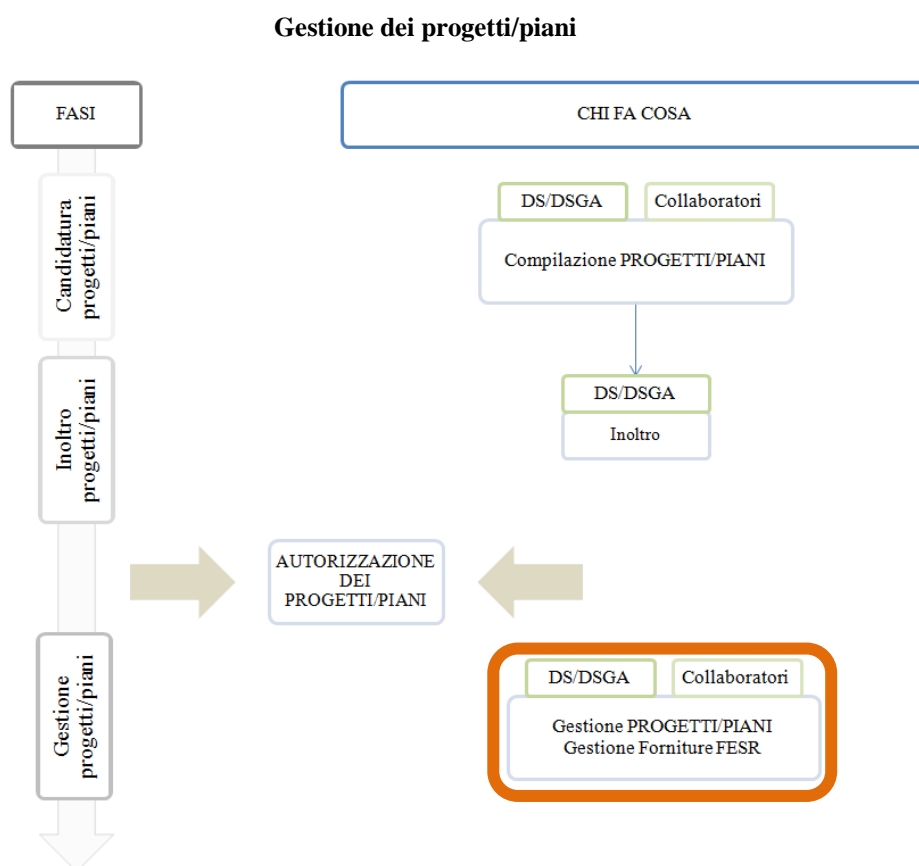 Gestione dei progetti/piani
FASI
CHI FA COSA
Candidatura
progetti/piani
DS/DSGA
Collaboratori
Compilazione PROGETTI/PIANI
Inoltro
progetti/piani
DS/DSGA
Inoltro
AUTORIZZAZIONE
DEI
PROGETTI/PIANI
Gestione
progetti/piani
DS/DSGA
Collaboratori
Gestione PROGETTI/PIANI
Gestione Forniture FESR